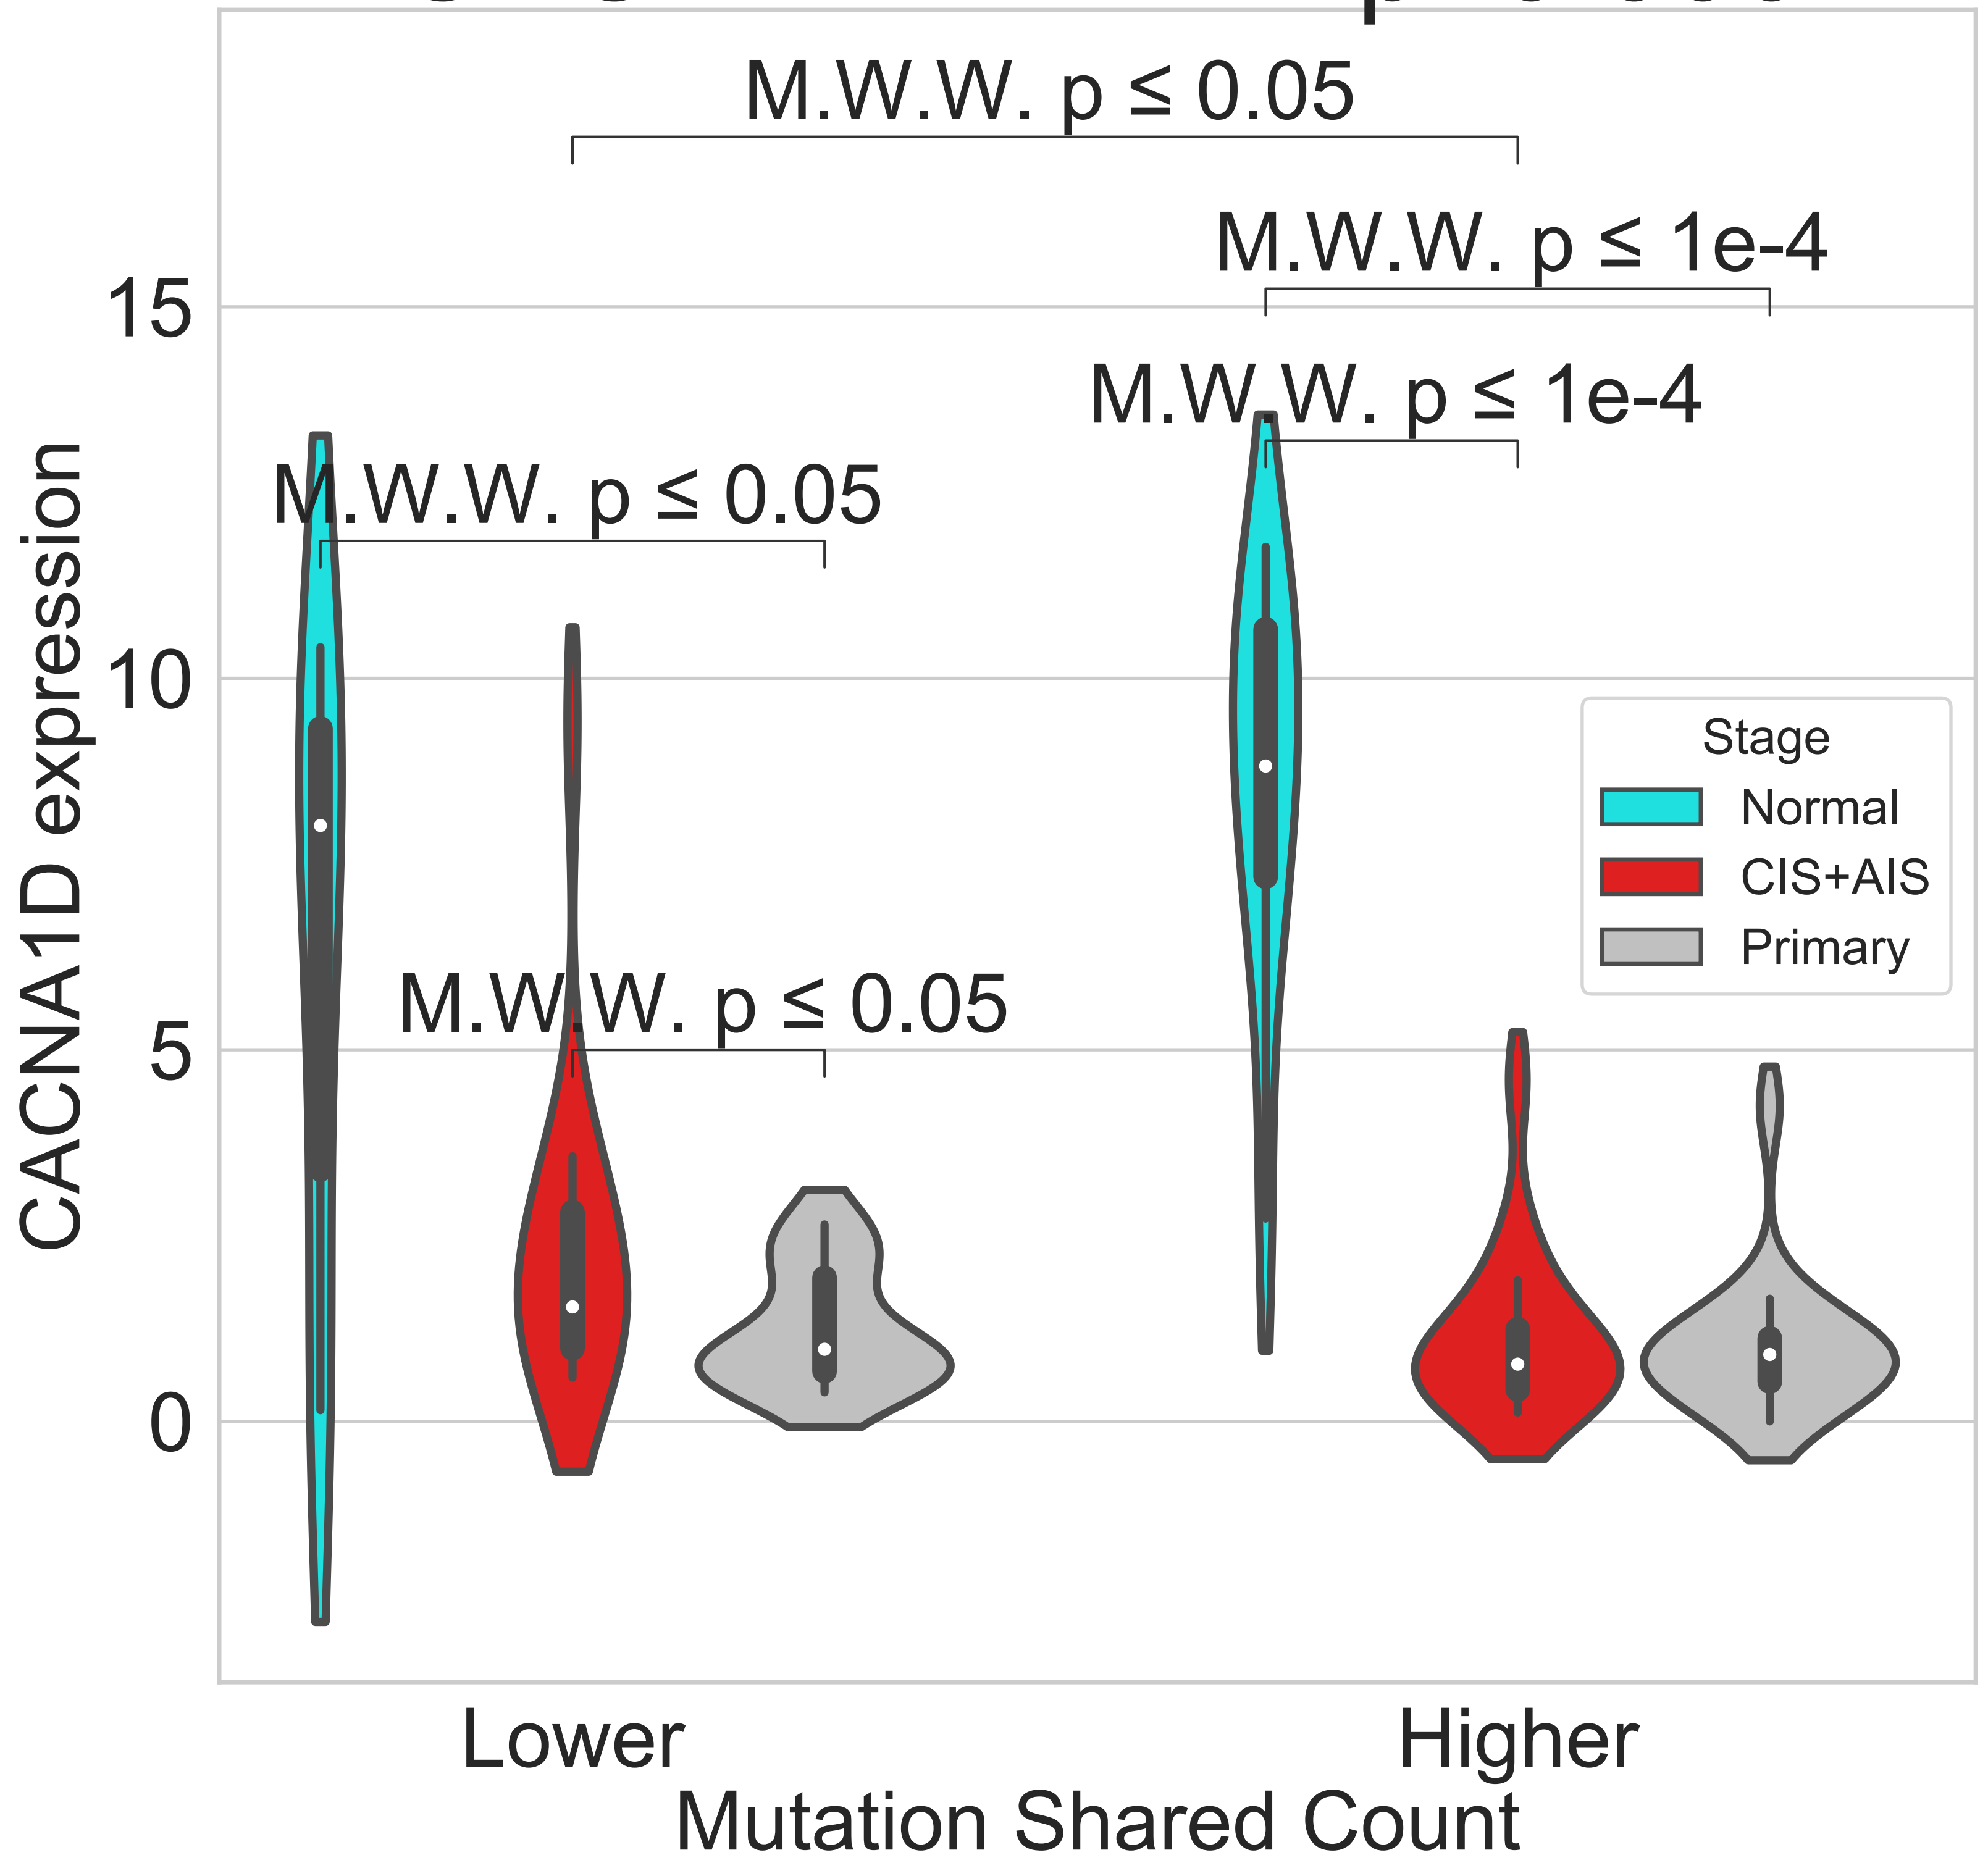 M.W.W. p ≤ 0.05
M.W.W. p ≤ 1e-4
M.W.W. p ≤ 1e-4
M.W.W. p ≤ 0.05
M.W.W. p ≤ 0.05
15
10
5
0
CACNA1D expression
Stage
Normal
CIS+AIS
Primary
Lower
Higher
Mutation Shared Count